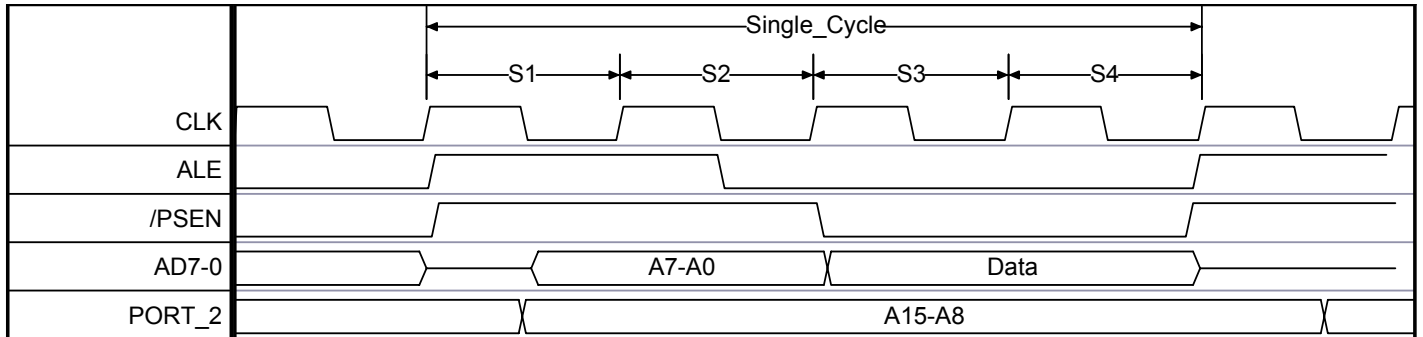 Single_Cycle
S1 S2 S3 S4
CLK
ALE
/PSEN
AD7-0 A7-A0 Data
PORT_2 A15-A8